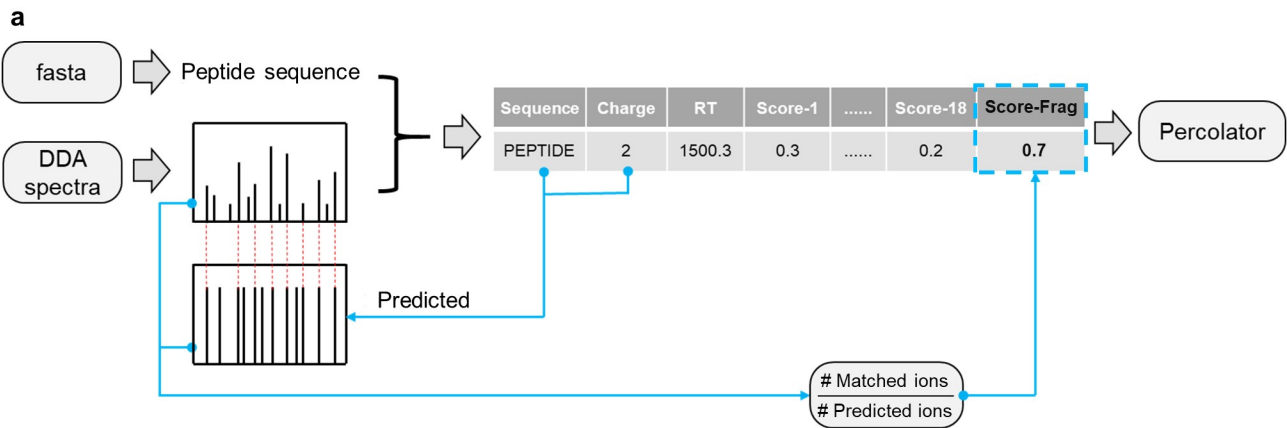 a
fasta
Peptide sequence
DDA
spectra
Sequence Charge RT Score-1 ...... Score-18 Score-Frag
PEPTIDE 2 1500.3 0.3 ...... 0.2 0.7
Percolator
Predicted
# Matched ions
# Predicted ions